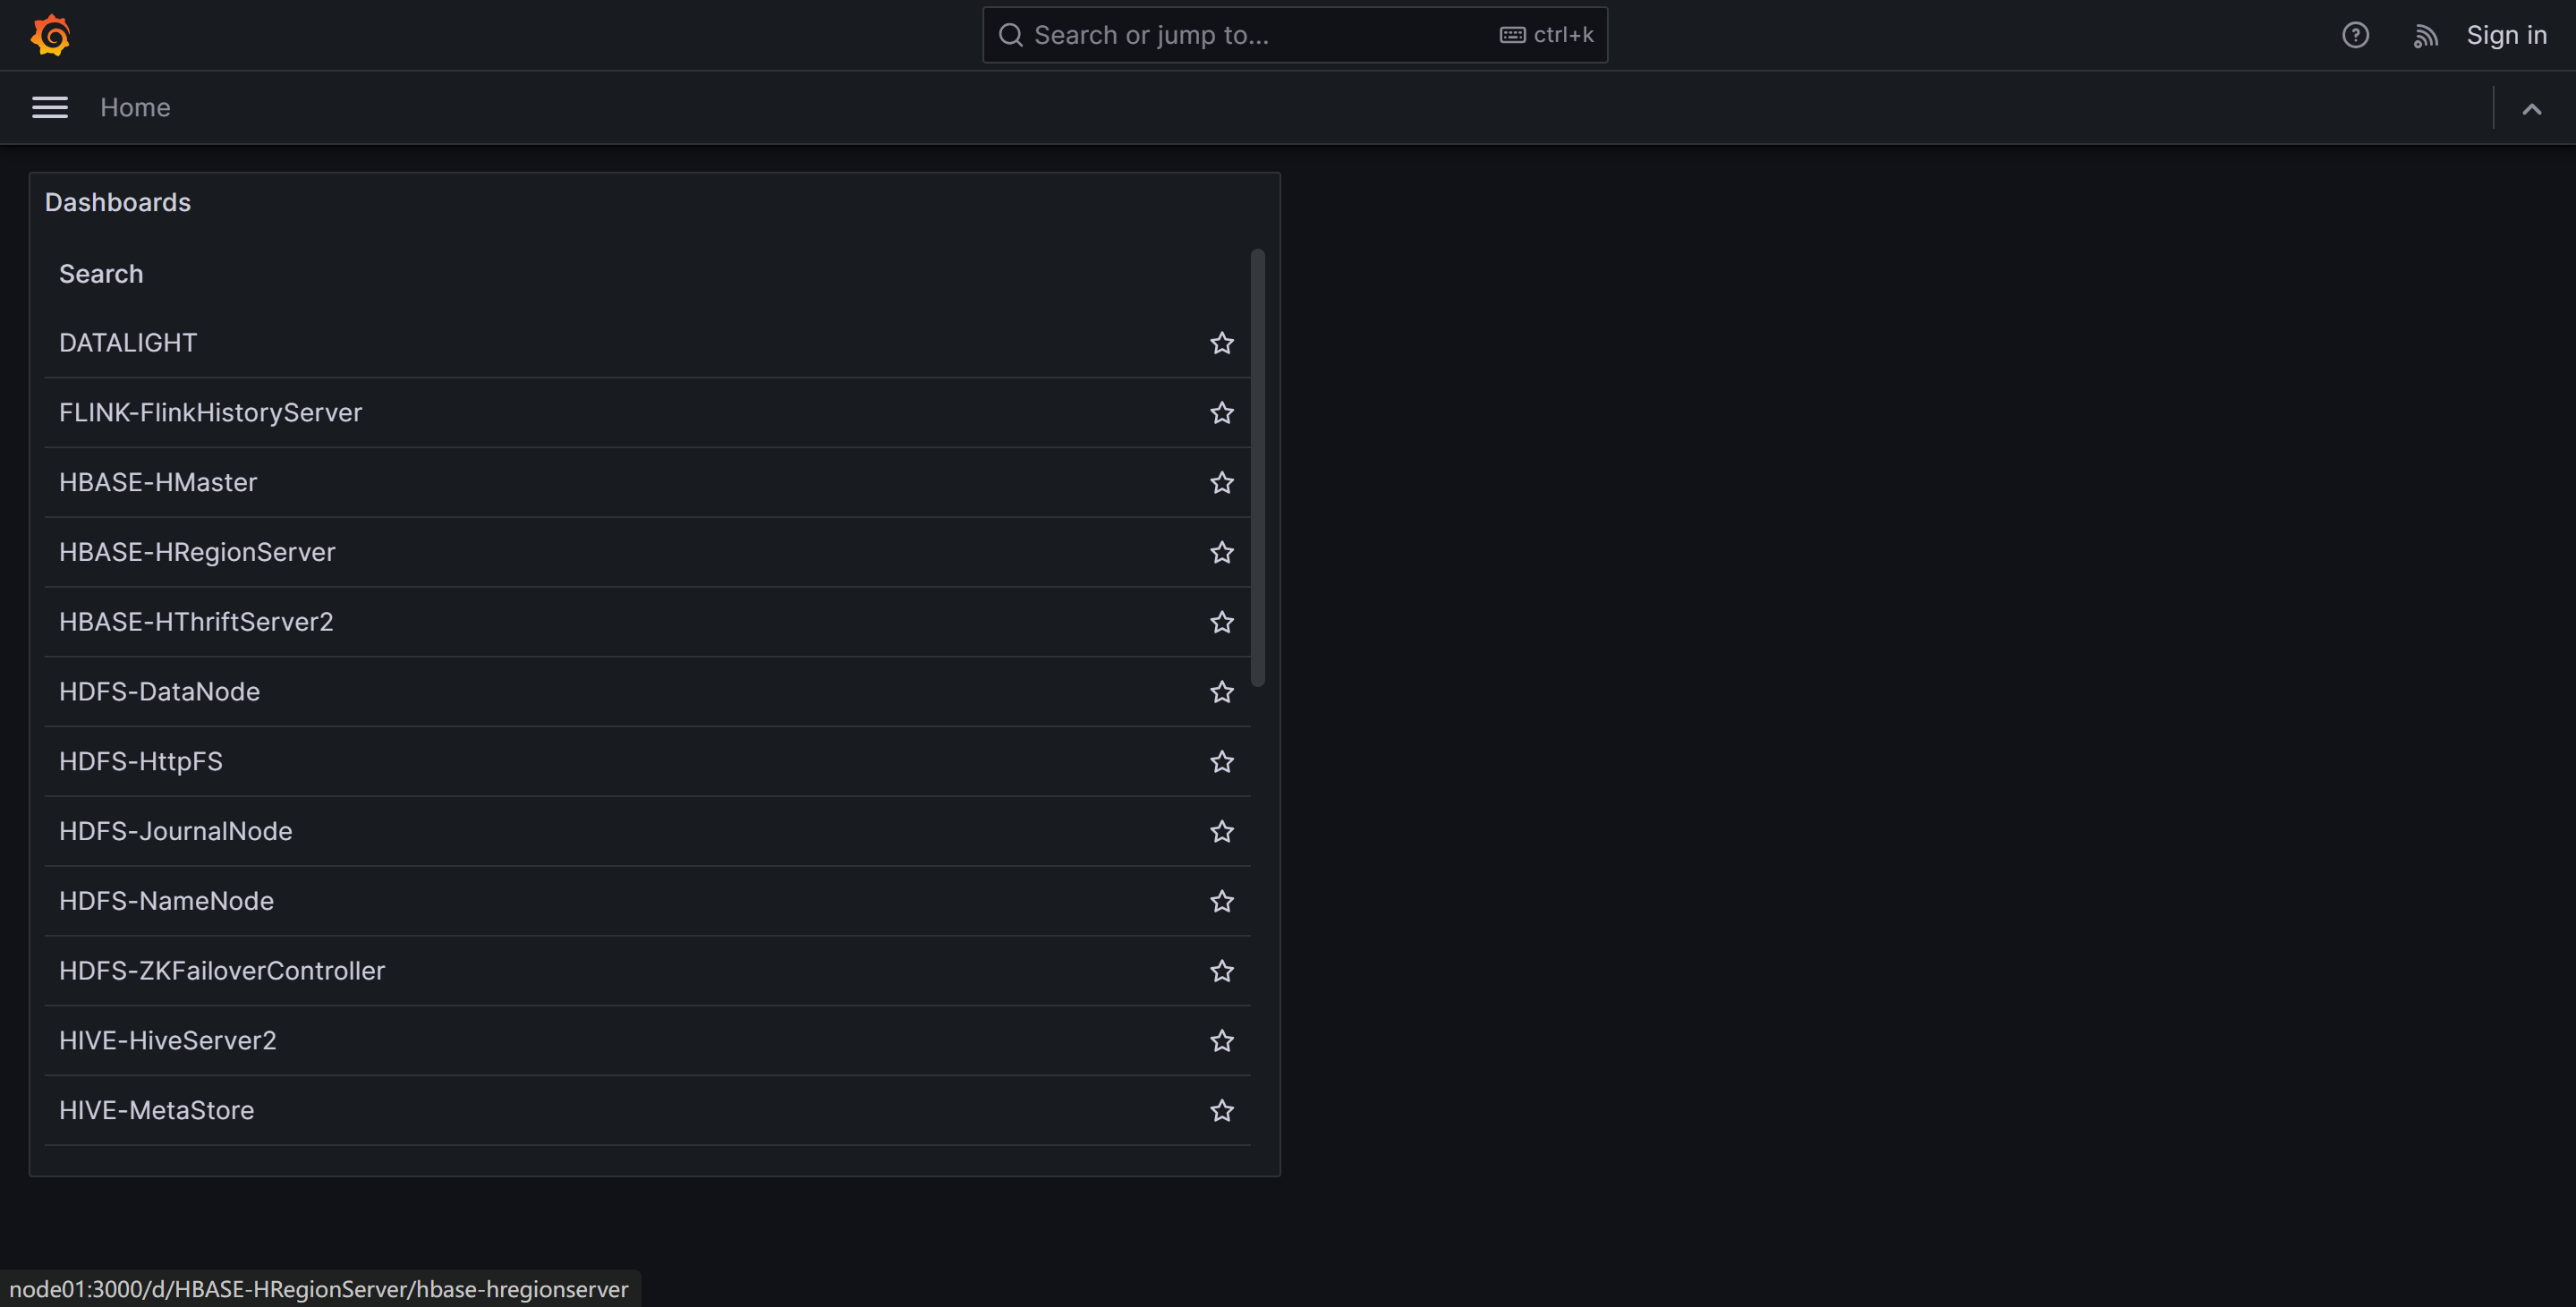 Search or jump to...
ctrl+k
Sign in
Home
Dashboards
Search
DATALIGHT
FLINK-FlinkHistoryServer
HBASE-HMaster
HBASE-HRegionServer
HBASE-HThriftServer2
HDFS-DataNode
HDFS-HttpFS
HDFS-JournalNode
HDFS-NameNode
HDFS-ZKFailoverController
HIVE-HiveServer2
HIVE-MetaStore
node01:3000/d/HBASE-HRegionServer/hbase-hregionserver